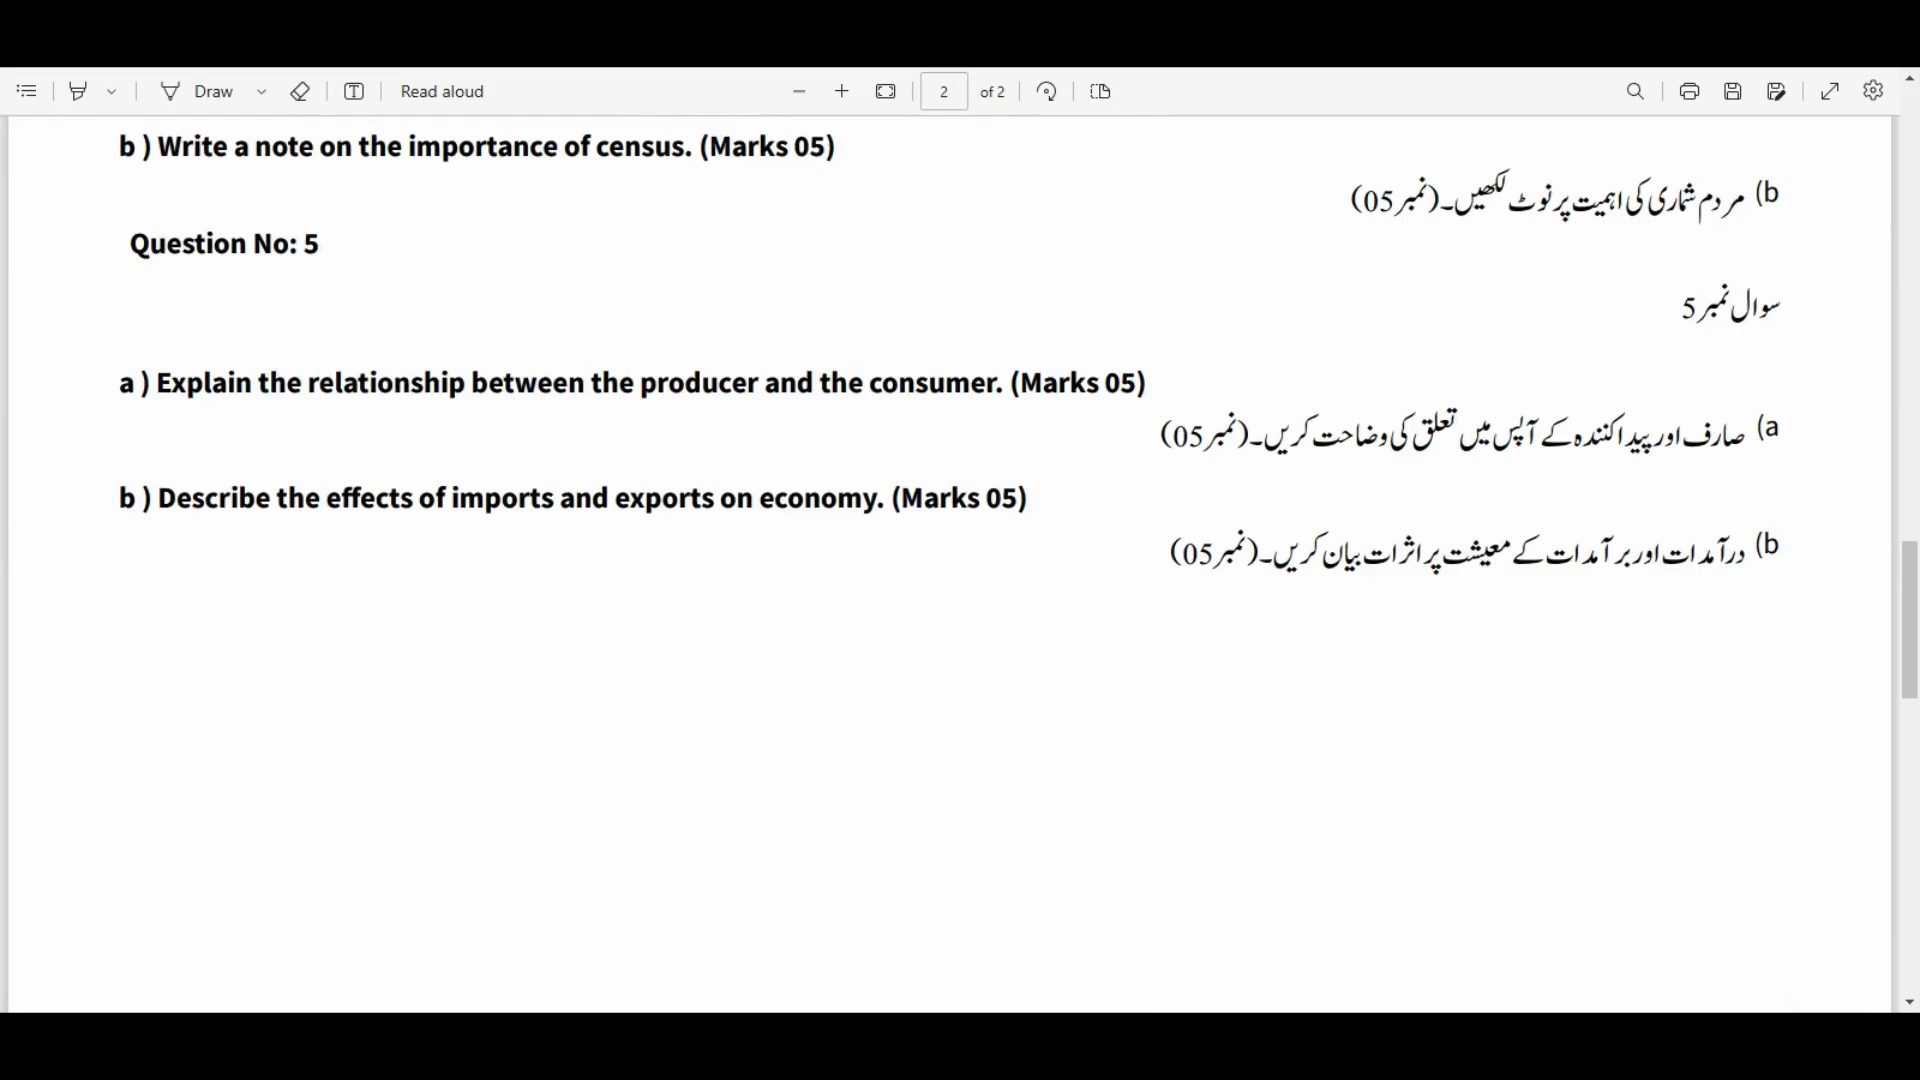 Draw
Read aloud
2 of 2
b ) Write a note on the importance of census. (Marks 05)
b) مردم شماری کی اہمیت پر نوٹ لکھیں۔(نمبر 05)
Question No: 5
سوال نمبر 5
a ) Explain the relationship between the producer and the consumer. (Marks 05)
a) صارف اور پیدا کنندہ کے آپس میں تعلق کی وضاحت کریں۔(نمبر 05)
b ) Describe the effects of imports and exports on economy. (Marks 05)
b) درآمدات اور برآمدات کے معیشت پر اثرات بیان کریں۔(نمبر 05)